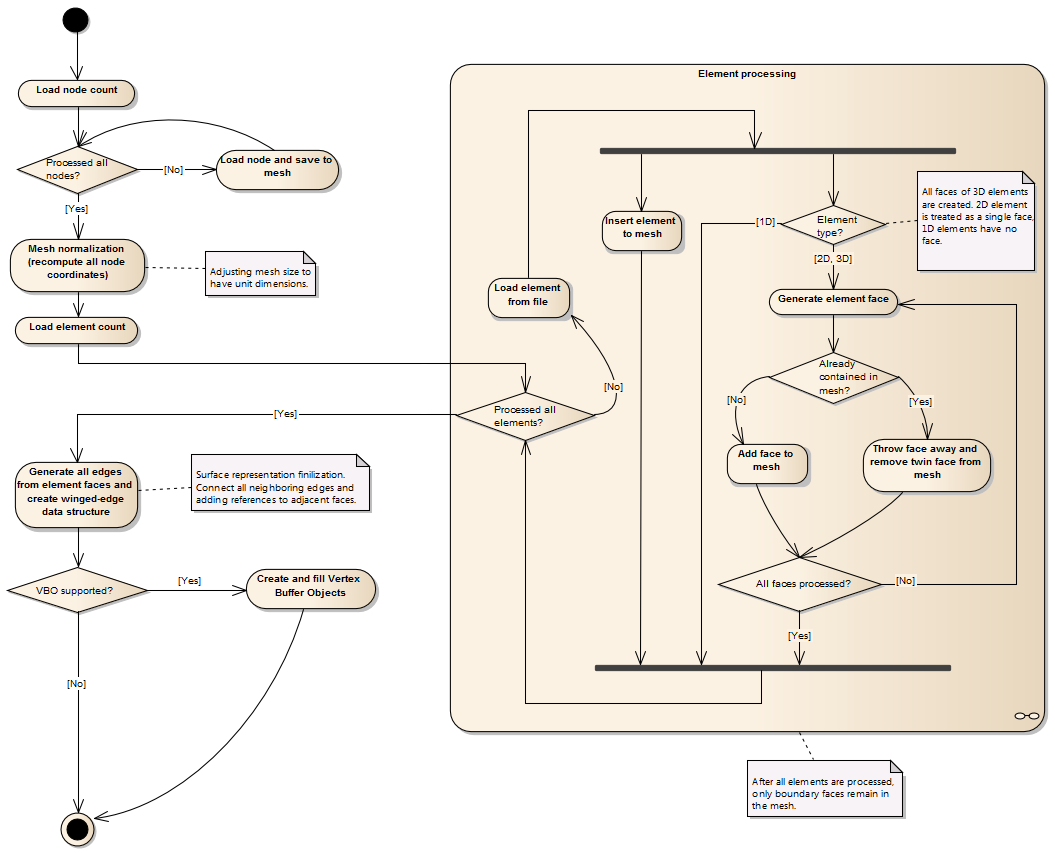 Load node count
Processed all
nodes?
[No]
Load node and save to
mesh
[Yes]
Mesh normalization
(recompute all node
coordinates)
Adjusting mesh size to
have unit dimensions.
Load element count
Element processing
Insert element
to mesh
[1D]
Element
type?
All faces of 3D elements
are created. 2D element
is treated as a single face,
1D elements have no
face.
[2D, 3D]
Load element
from file
Generate element face
Already
contained in
mesh?
[No]
[No]
[Yes]
Processed all
elements?
[Yes]
Add face to
mesh
Throw face away and
remove twin face from
mesh
Generate all edges
from element faces and
create winged-edge
data structure
Surface representation finilization.
Connect all neighboring edges and
adding references to adjacent faces.
All faces processed?
[No]
[Yes]
VBO supported?
[Yes]
Create and fill Vertex
Buffer Objects
[No]
After all elements are processed,
only boundary faces remain in
the mesh.